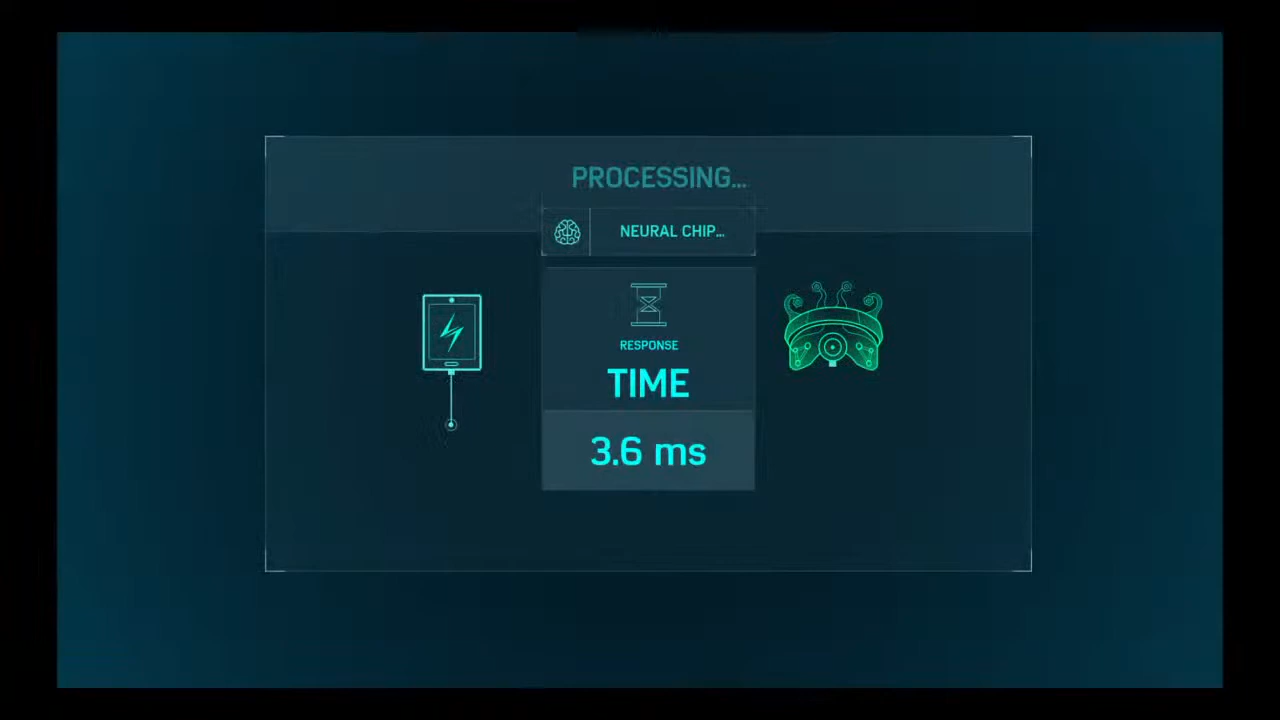 PROCESSING...
NEURAL CHIP...
RESPONSE
TIME
3.6 ms